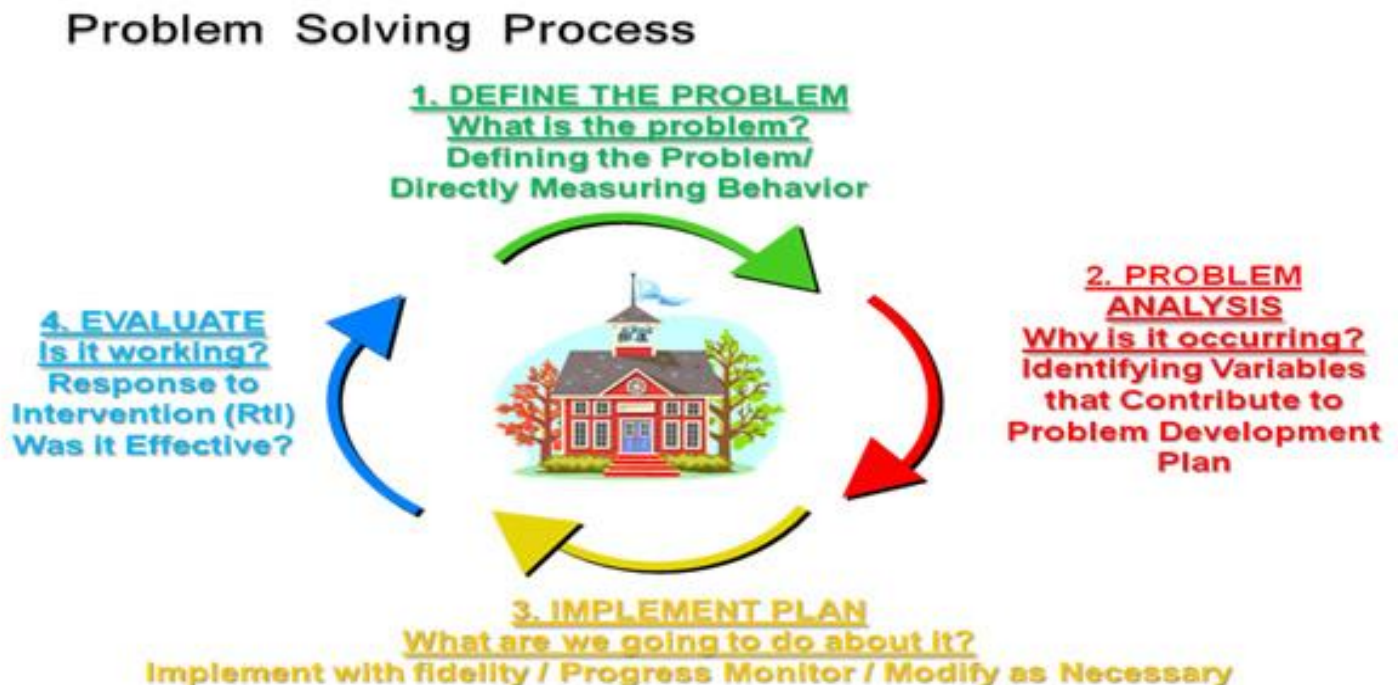 Problem Solving Process
1. DEFINE THE PROBLEM
What is the problem?
Defining the Problem/
Directly Measuring Behavior
2. PROBLEM
ANALYSIS
Why is it occurring?
Identifying Variables
that Contribute to
Problem Development
Plan
3. IMPLEMENT PLAN
What are we going to do about it?
Implement with fidelity / Progress Monitor / Modify as Necessary
4. EVALUATE
Is it working?
Response to
Intervention (RtI)
Was it Effective?